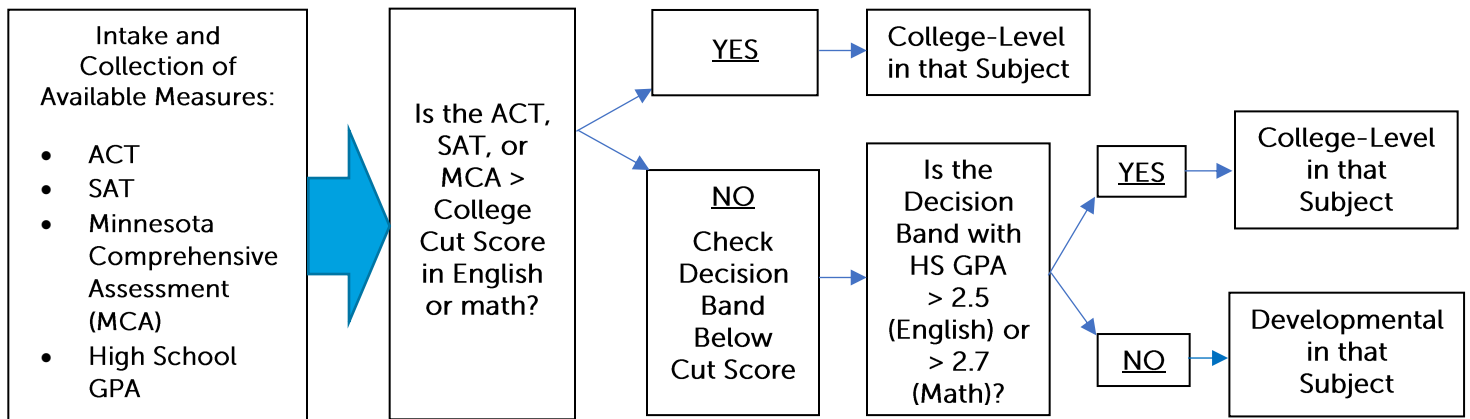 Intake and
Collection of
Available Measures:
• ACT
• SAT
• Minnesota
Comprehensive
Assessment
(MCA)
• High School
GPA
Is the ACT,
SAT, or
MCA >
College
Cut Score
in English
or math?
YES
College-Level
in that Subject
NO
Check
Decision
Band
Below
Cut Score
Is the
Decision
Band with
HS GPA
> 2.5
(English) or
> 2.7
(Math)?
YES
College-Level
in that
Subject
NO
Developmental
in that
Subject